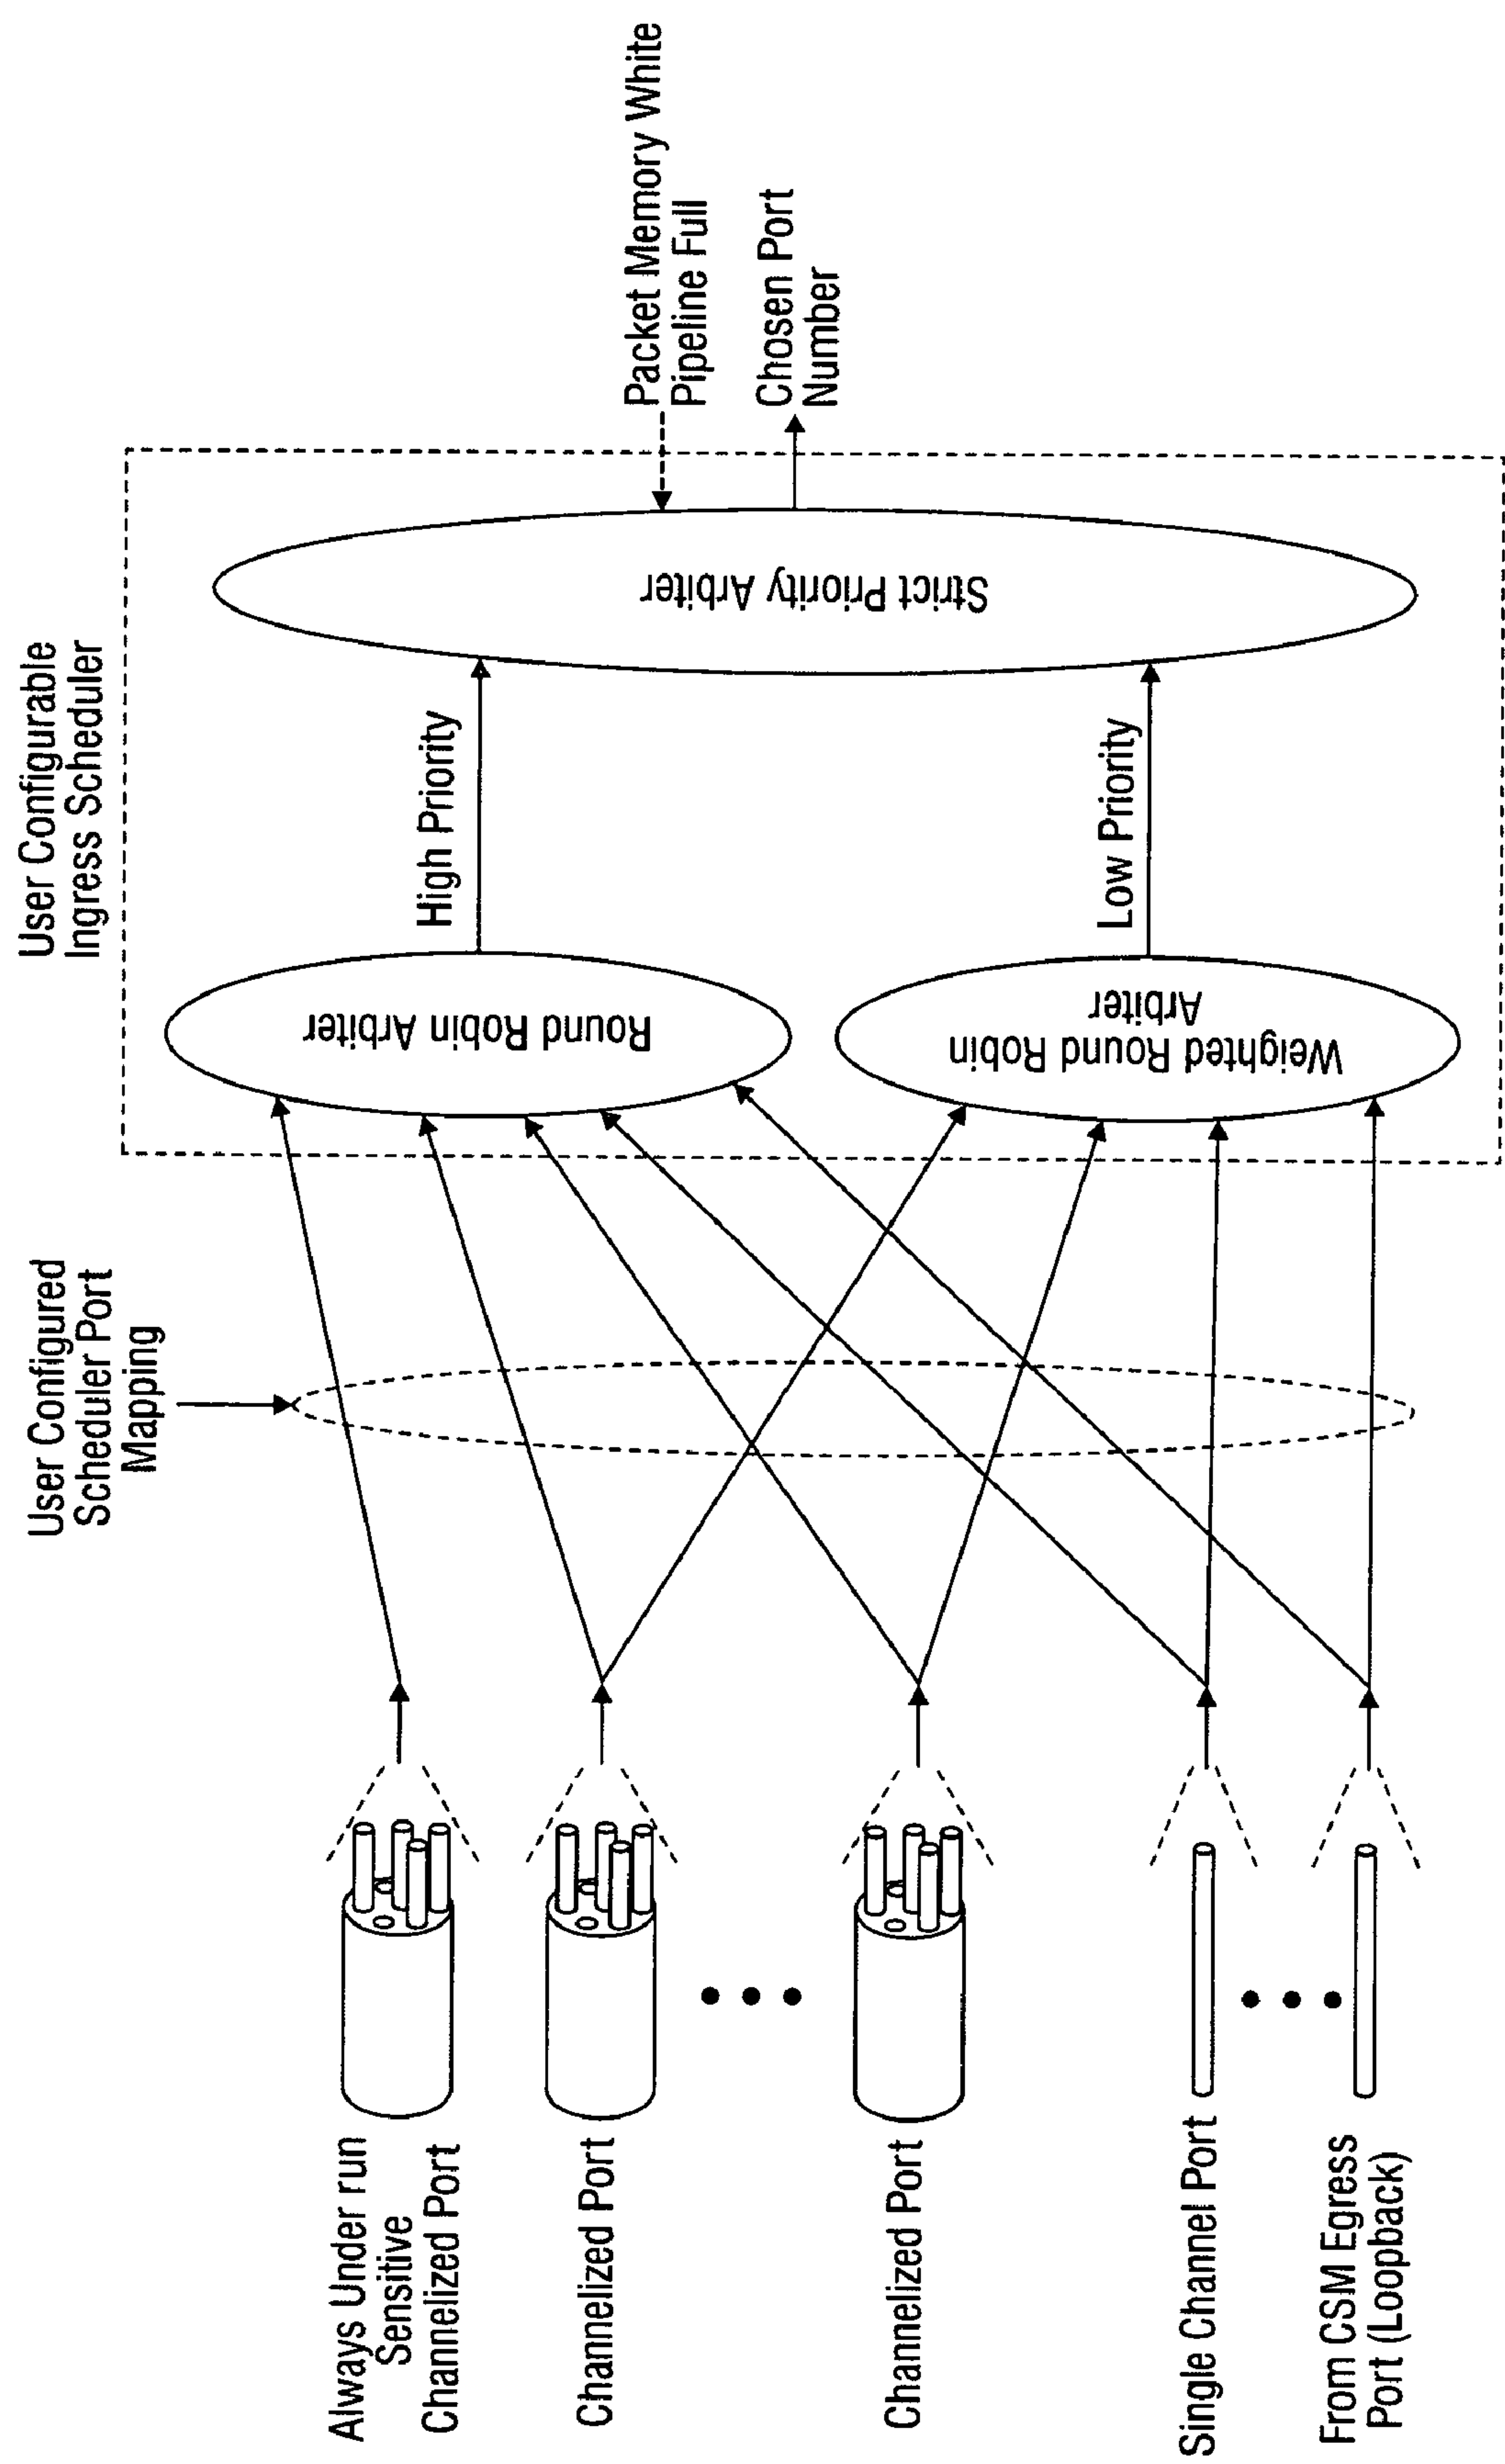 User Configured
Scheduler Port
Mapping
User Configurable
Ingress Scheduler
Always Under run
Sensitive
Channelized Port
Channelized Port
Channelized Port
Single Channel Port
From CSM Egress
Port (Loopback)
Round Robin Arbiter
Weighted Round Robin
Arbiter
High Priority
Low Priority
Strict Priority Arbiter
Packet Memory White
Pipeline Full
Chosen Port
Number